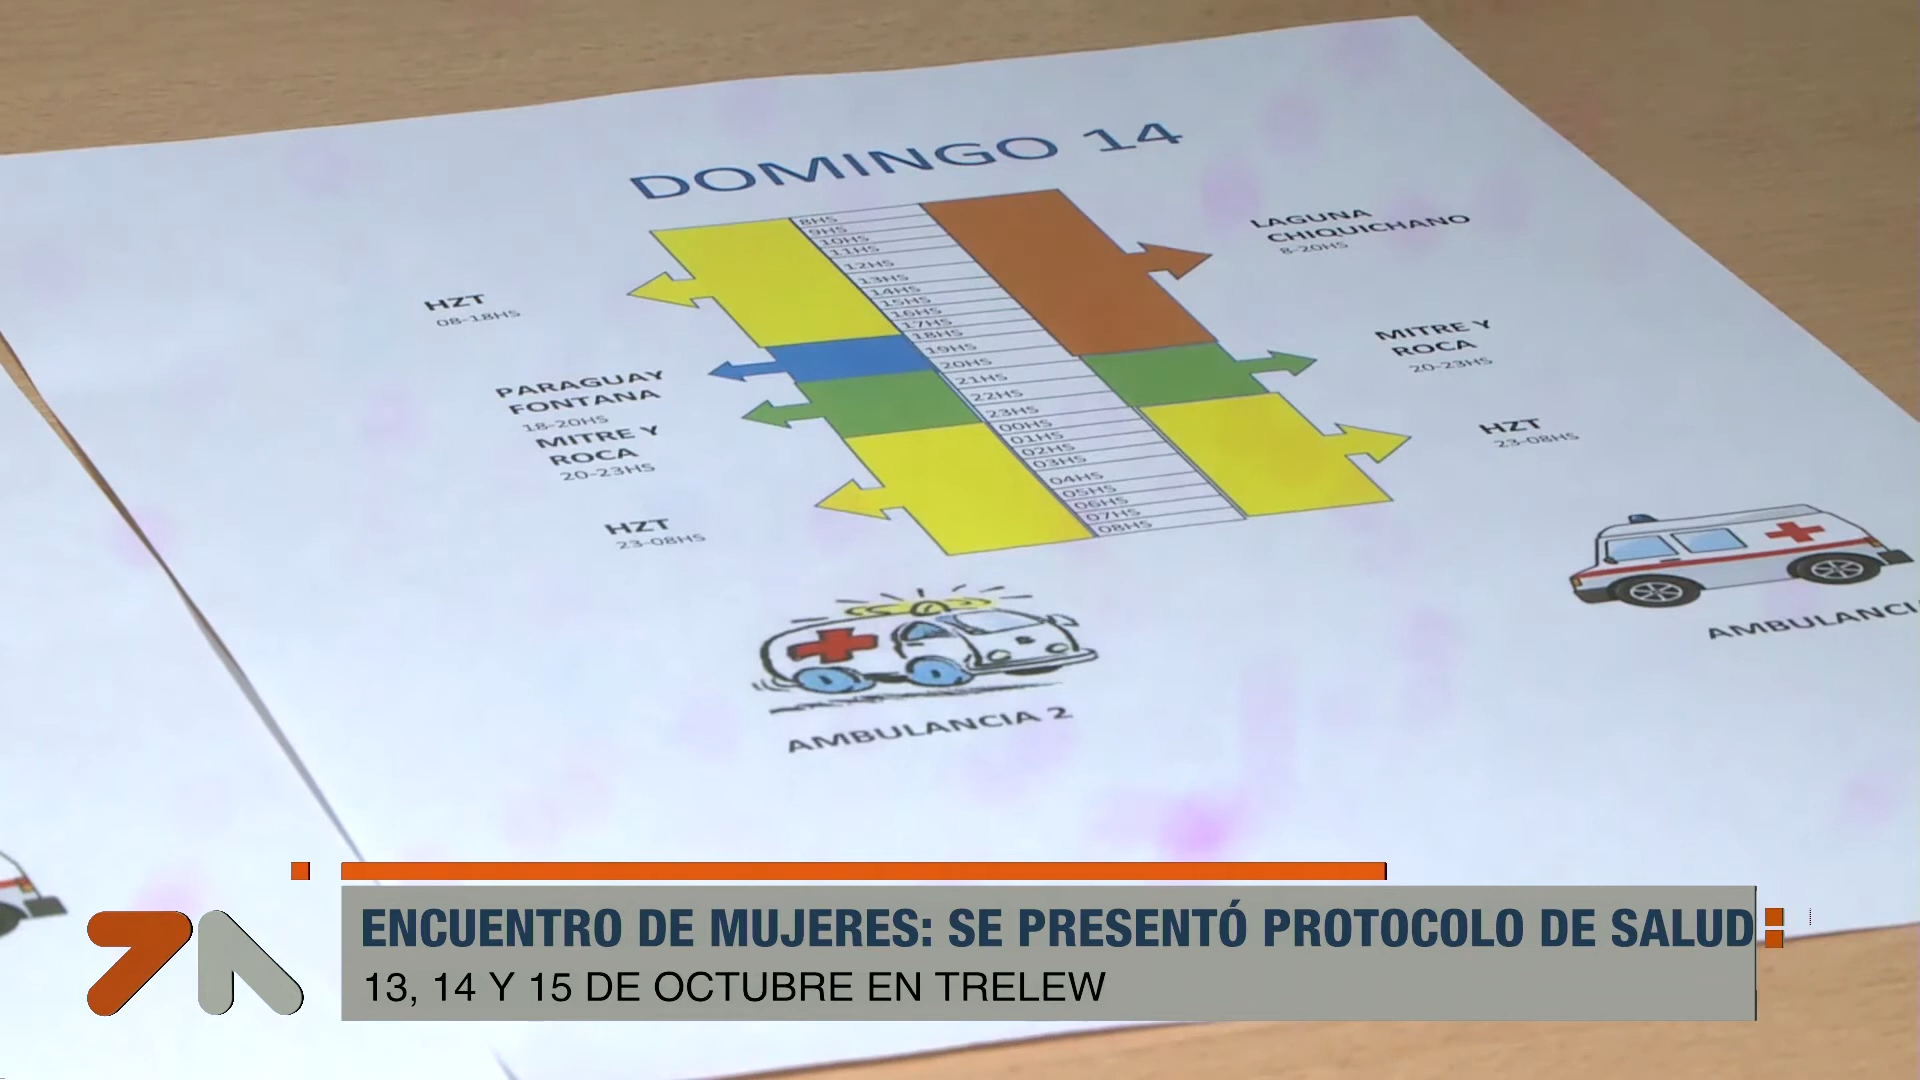 DOMINGO 14
8HS
9HS
10HS
11HS
12HS
13HS
14HS
15HS
16HS
17HS
18HS
19HS
20HS
21HS
22HS
23HS
00HS
01HS
02HS
03HS
04HS
05HS
06HS
07HS
08HS
HZT
08-18HS
PARAGUAY
FONTANA
18-20HS
MITRE Y
ROCA
20-23HS
HZT
23-08HS
LAGUNA
CHIQUICHANO
8-20HS
MITRE Y
ROCA
20-23HS
HZT
23-08HS
AMBULANCIA 2
AMBULANCIA
ENCUENTRO DE MUJERES: SE PRESENTÓ PROTOCOLO DE SALUD
13, 14 Y 15 DE OCTUBRE EN TRELEW